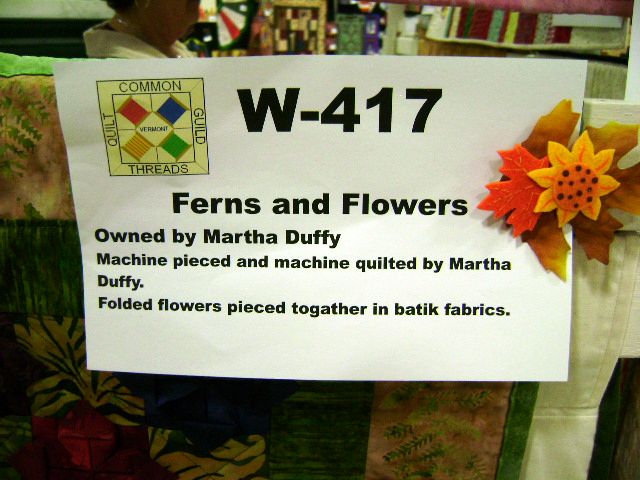 COMMON
QUILT
VERMONT
GUILD
THREADS
W-417
Ferns and Flowers
Owned by Martha Duffy
Machine pieced and machine quilted by Martha
Duffy.
Folded flowers pieced togather in batik fabrics.